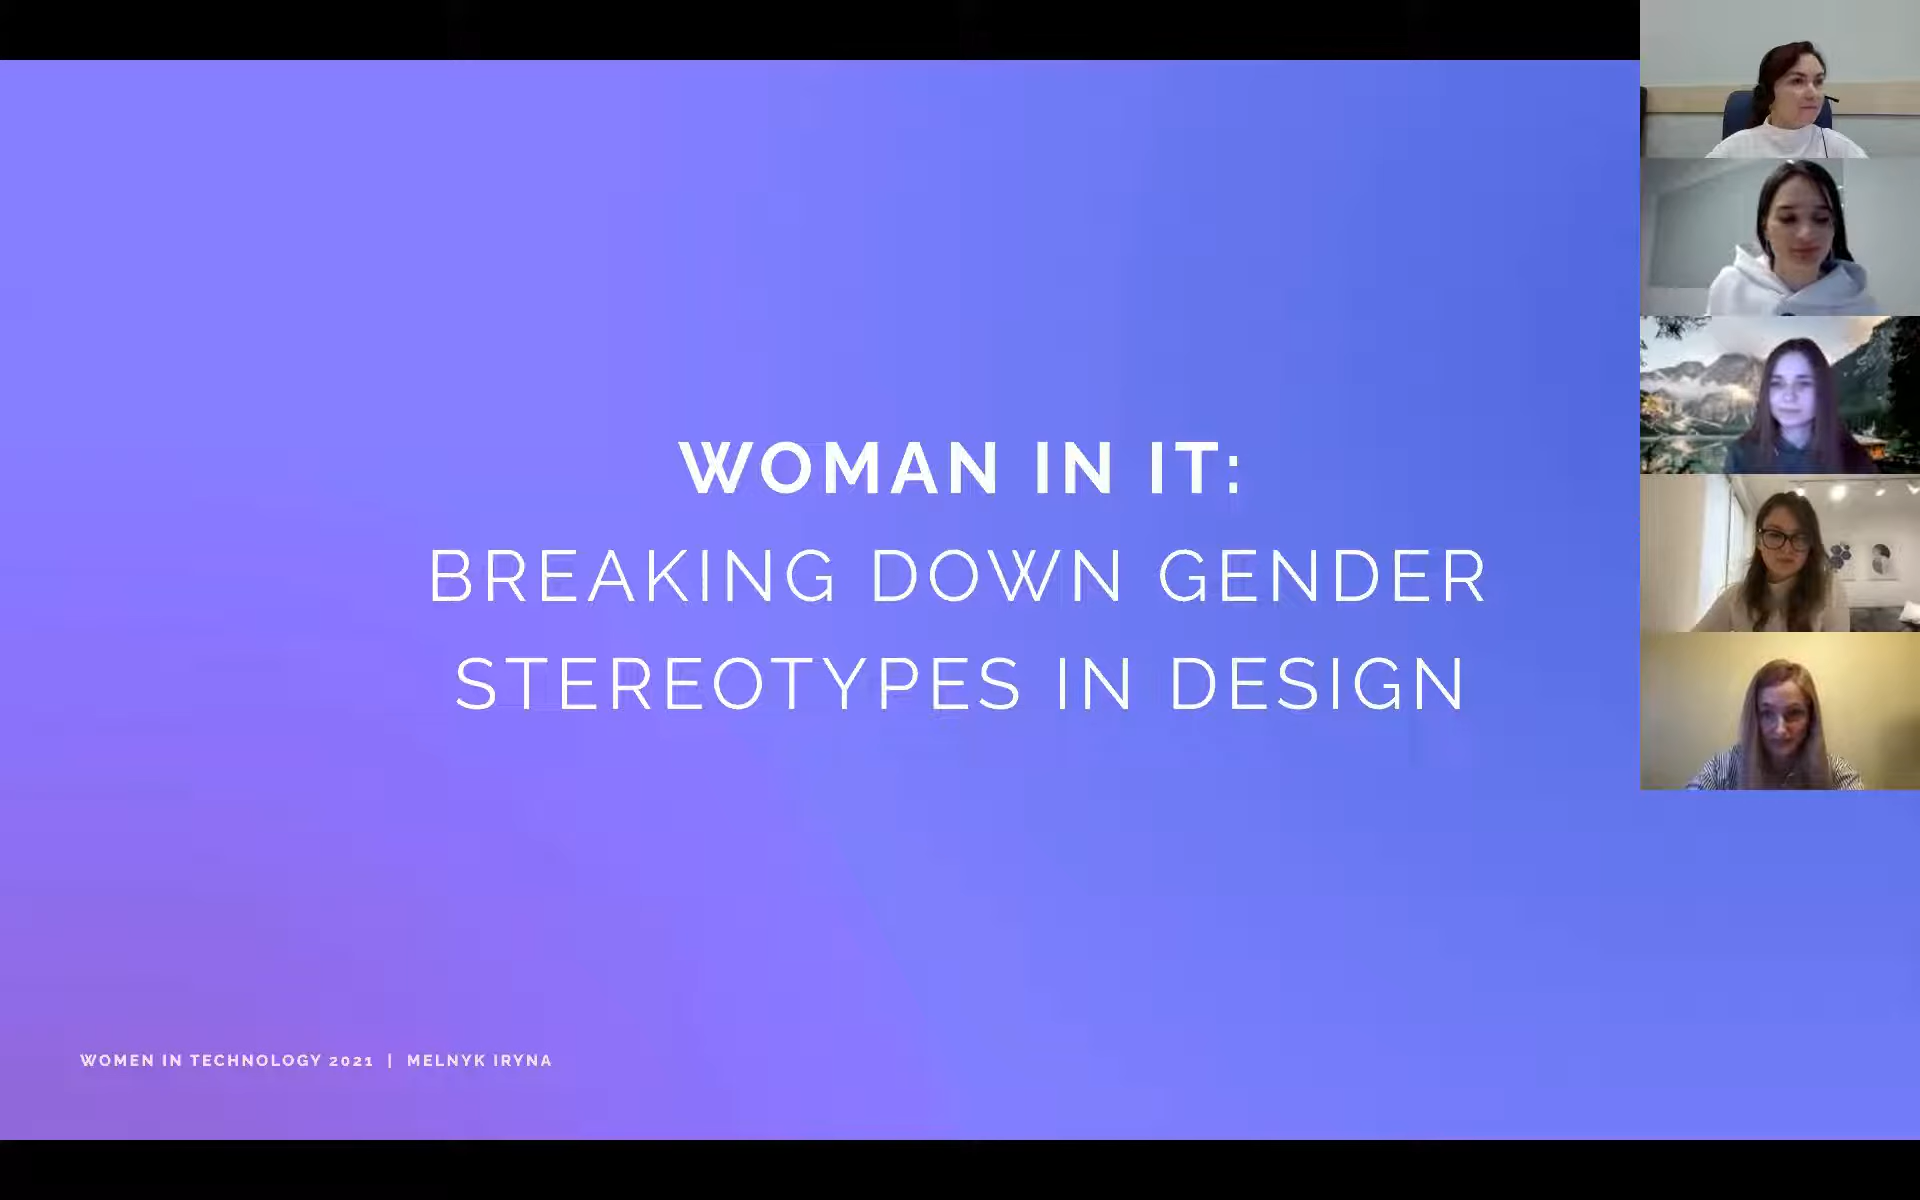 WOMAN IN IT:
BREAKING DOWN GENDER
STEREOTYPES IN DESIGN
WOMEN IN TECHNOLOGY 2021 | MELNYK IRYNA